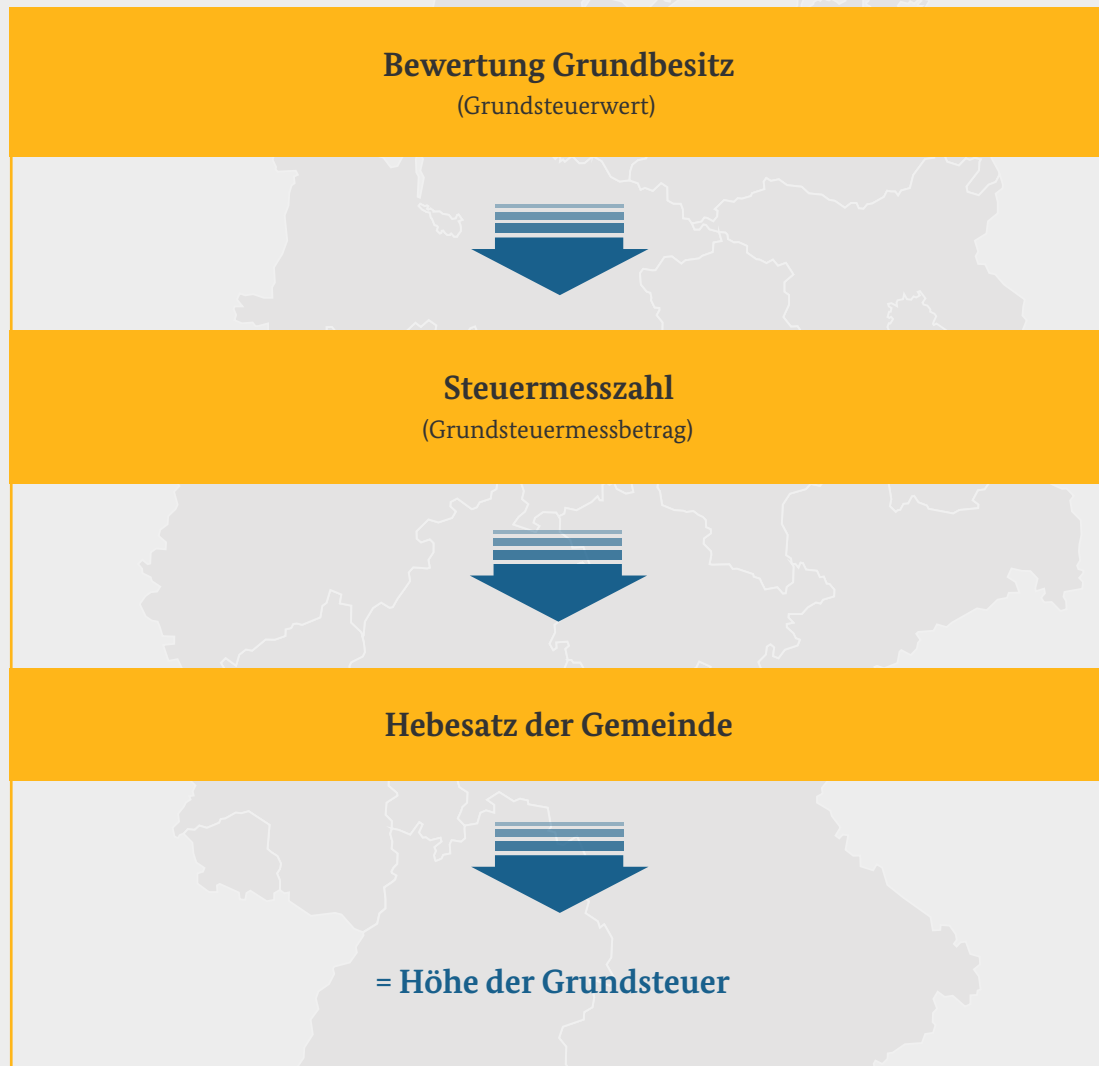 Bewertung Grundbesitz
(Grundsteuerwert)
Steuermesszahl
(Grundsteuermessbetrag)
Hebesatz der Gemeinde
= Höhe der Grundsteuer